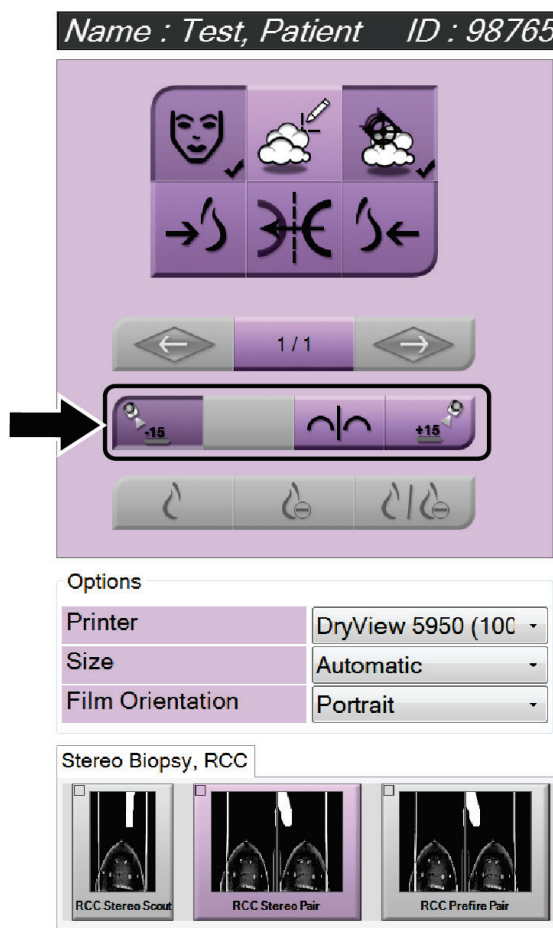 Name : Test, Patient ID : 98765
1 / 1
-15 +15
Options
Printer DryView 5950 (100
Size Automatic
Film Orientation Portrait
Stereo Biopsy, RCC
RCC Stereo Scout RCC Stereo Pair RCC Prefire Pair